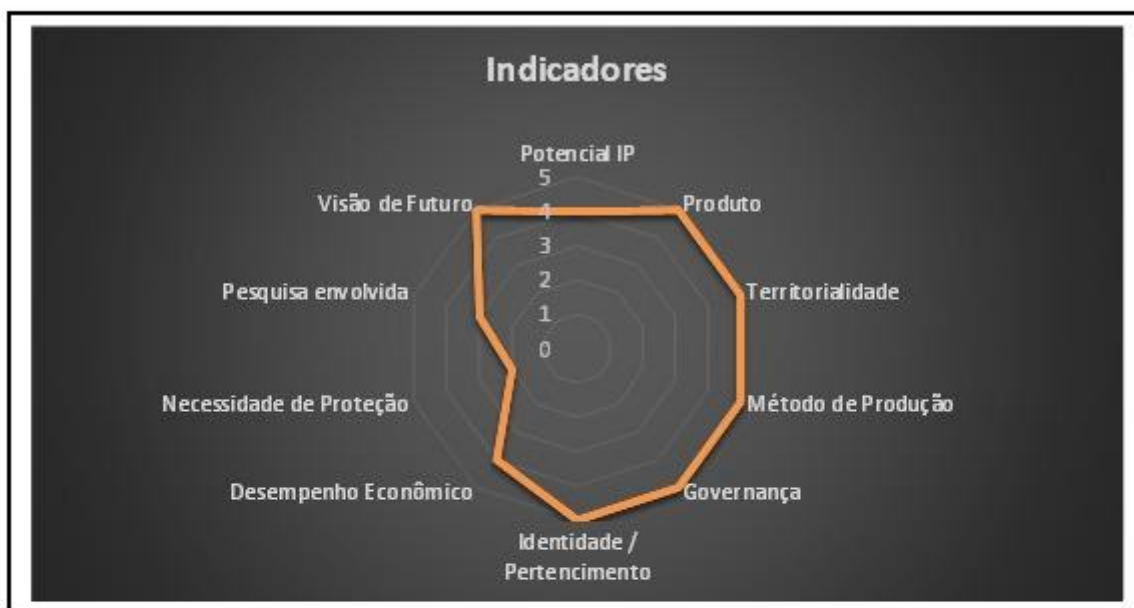 Indicadores
Potencial IP
5
Visão de Futuro
Produto
4
3
Pesquisa envolvida
Territorialidade
2
1
0
Necessidade de Proteção
Método de Produção
Desempenho Econômico
Governança
Identidade /
Pertencimento